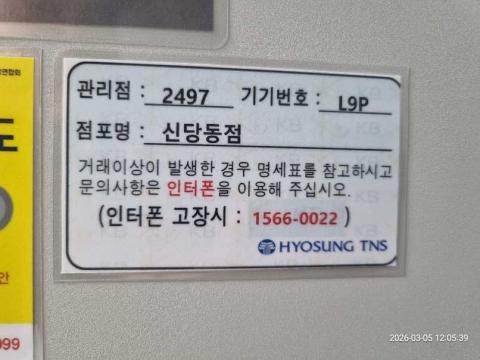 관리점 : 2497 기기번호 : L9P
점포명 : 신당동점
거래이상이 발생한 경우 명세표를 참고하시고
문의사항은 인터폰을 이용해 주십시오.
(인터폰 고장시 : 1566-0022 )
HYOSUNG TNS
도
안
099
2026-03-05 12:05:39